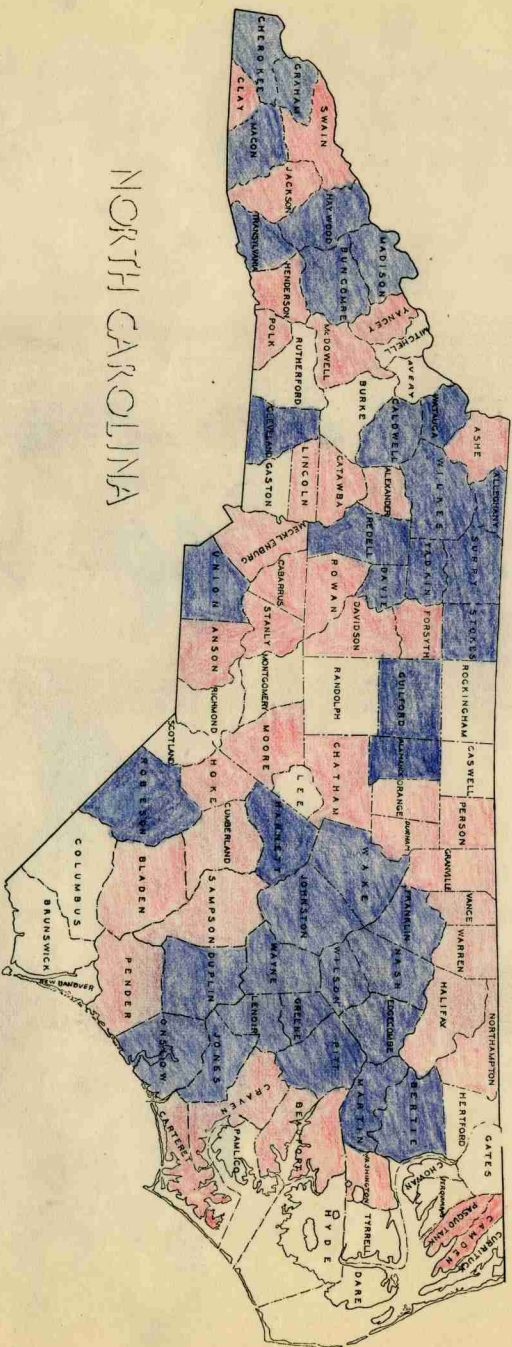 CHEROKEE
GRAHAM
SWAIN
CLAY
MACON
JACKSON
HAYWOOD
TRANSYLVANIA
MADISON
BUNCOMBE
HENDERSON
YANCEY
MITCHELL
AVERY
McDOWELL
POLK
RUTHERFORD
BURKE
CALDWELL
WATAUGA
ASHE
ALLEGHANY
WILKES
CLEVELAND
GASTON
LINCOLN
CATAWBA
ALEXANDER
IREDELL
YADKIN
SURRY
STOKES
MECKLENBURG
CABARRUS
ROWAN
DAVIE
DAVIDSON
FORSYTH
UNION
STANLY
ANSON
MONTGOMERY
RANDOLPH
GUILFORD
ROCKINGHAM
RICHMOND
SCOTLAND
MOORE
HOKE
LEE
CHATHAM
ALAMANCE
ORANGE
CASWELL
PERSON
DURHAM
GRANVILLE
VANCE
WARREN
FRANKLIN
WAKE
HARNETT
CUMBERLAND
ROBESON
BLADEN
COLUMBUS
BRUNSWICK
NEW HANOVER
PENDER
SAMPSON
DUPLIN
JOHNSTON
WAYNE
WILSON
NASH
HALIFAX
NORTHAMPTON
EDGECOMBE
GREENE
LENOIR
JONES
ONSLOW
PITT
MARTIN
BERTIE
HERTFORD
GATES
CRAVEN
CARTERET
PAMLICO
BEAUFORT
WASHINGTON
TYRRELL
HYDE
DARE
CHOWAN
PERQUIMANS
PASQUOTANK
CAMDEN
CURRITUCK
NORTH CAROLINA